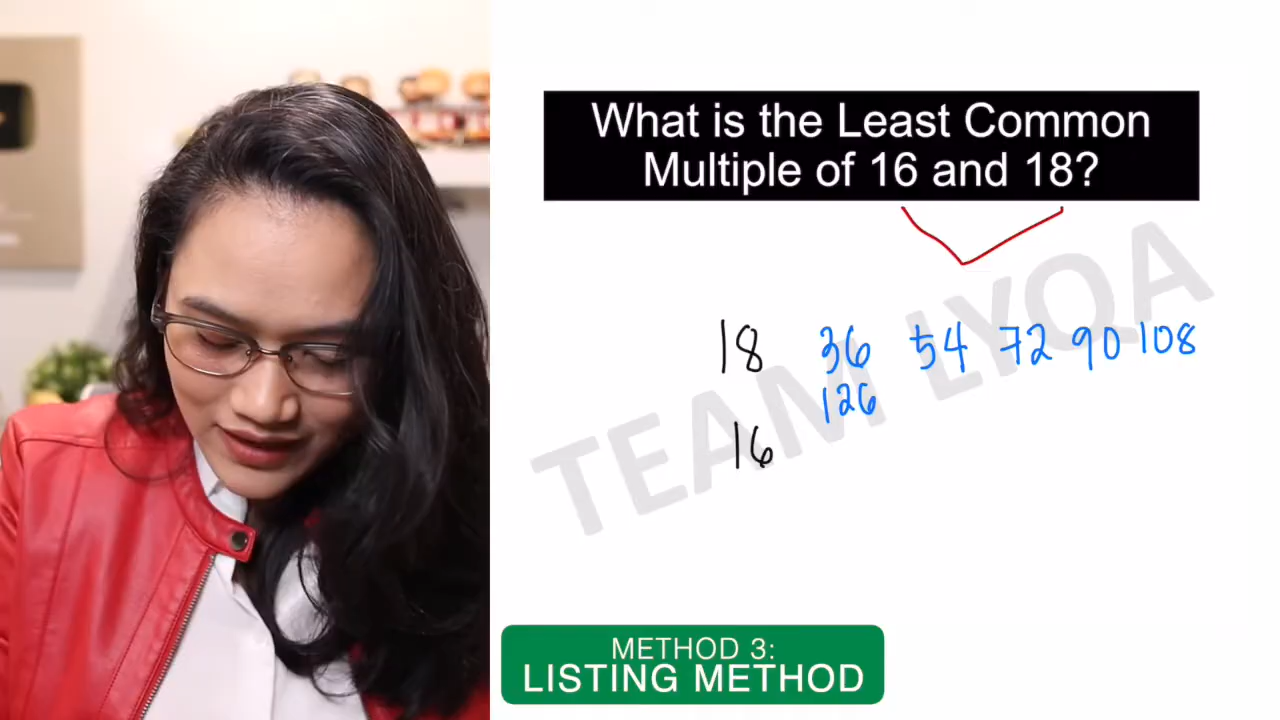 What is the Least Common
Multiple of 16 and 18?
TEAM LYQA
18 36 54 72 90 108
126
16
METHOD 3:
LISTING METHOD